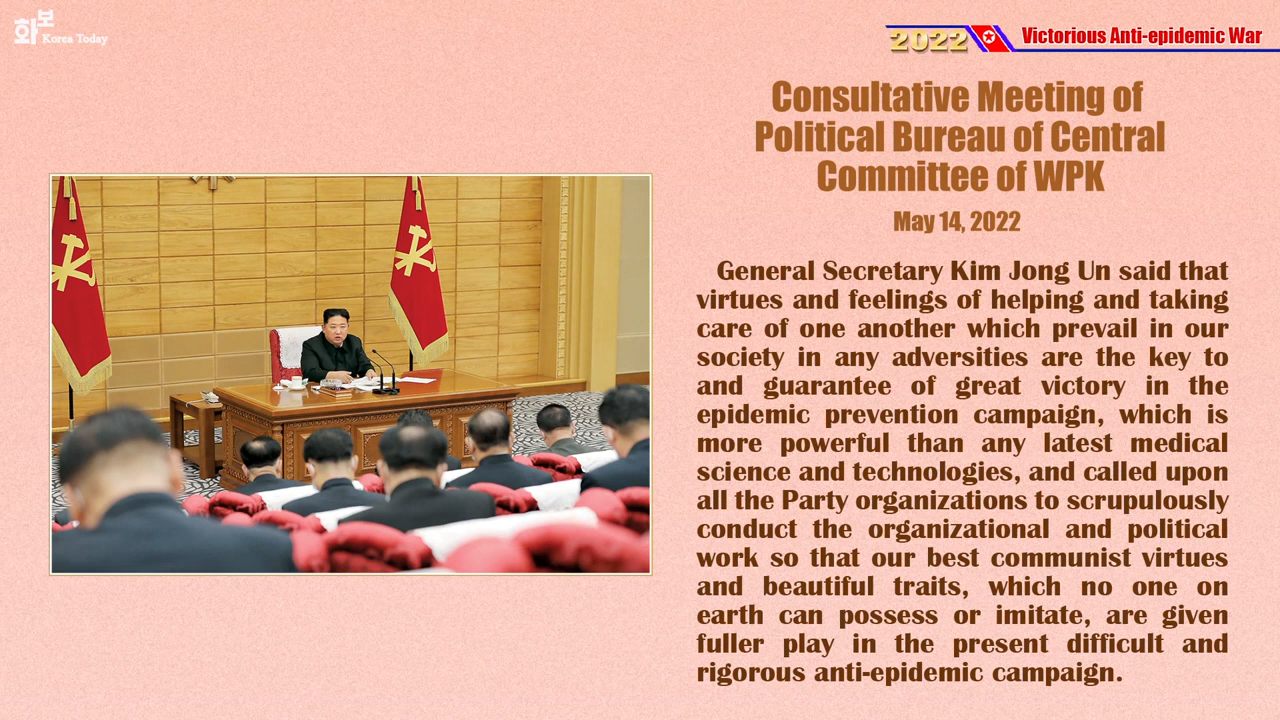 화보
Korea Today
2022 Victorious Anti-epidemic War
Consultative Meeting of
Political Bureau of Central
Committee of WPK
May 14, 2022
General Secretary Kim Jong Un said that
virtues and feelings of helping and taking
care of one another which prevail in our
society in any adversities are the key to
and guarantee of great victory in the
epidemic prevention campaign, which is
more powerful than any latest medical
science and technologies, and called upon
all the Party organizations to scrupulously
conduct the organizational and political
work so that our best communist virtues
and beautiful traits, which no one on
earth can possess or imitate, are given
fuller play in the present difficult and
rigorous anti-epidemic campaign.